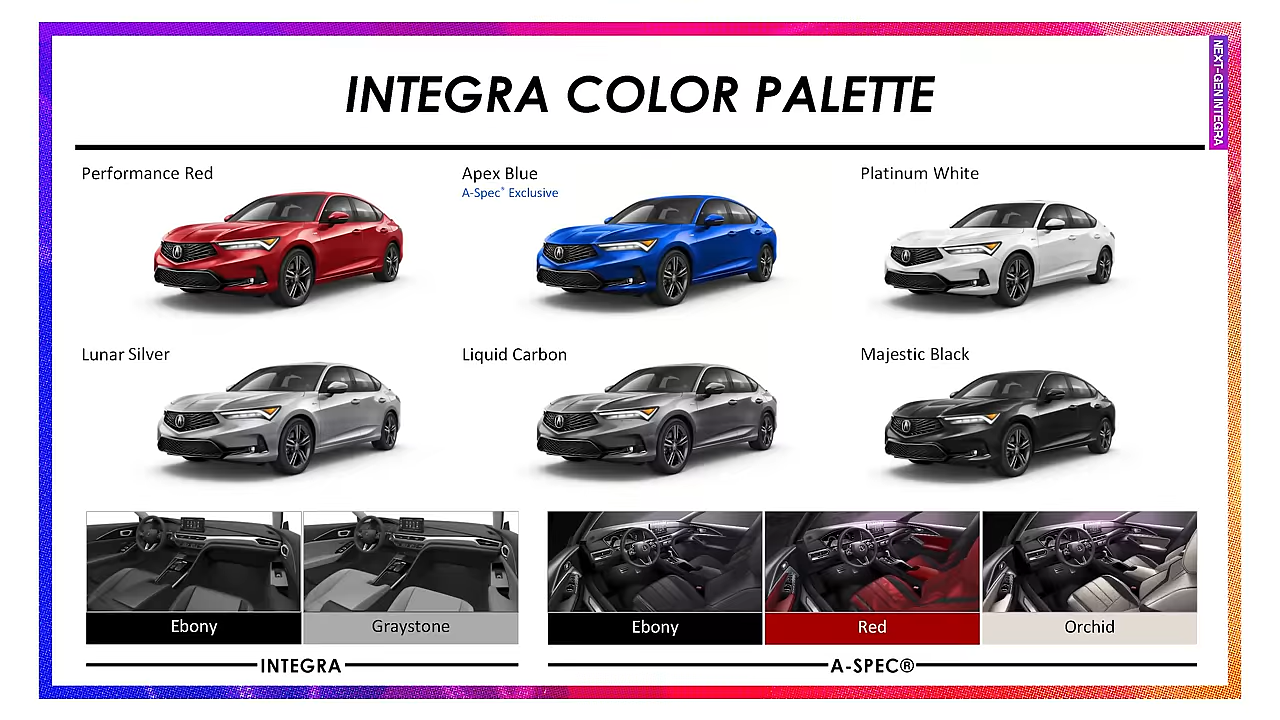 INTEGRA COLOR PALETTE
NEXT-GEN INTEGRA
Performance Red
Apex Blue
A-Spec® Exclusive
Platinum White
Lunar Silver
Liquid Carbon
Majestic Black
Ebony
Graystone
Ebony
Red
Orchid
INTEGRA
A-SPEC®